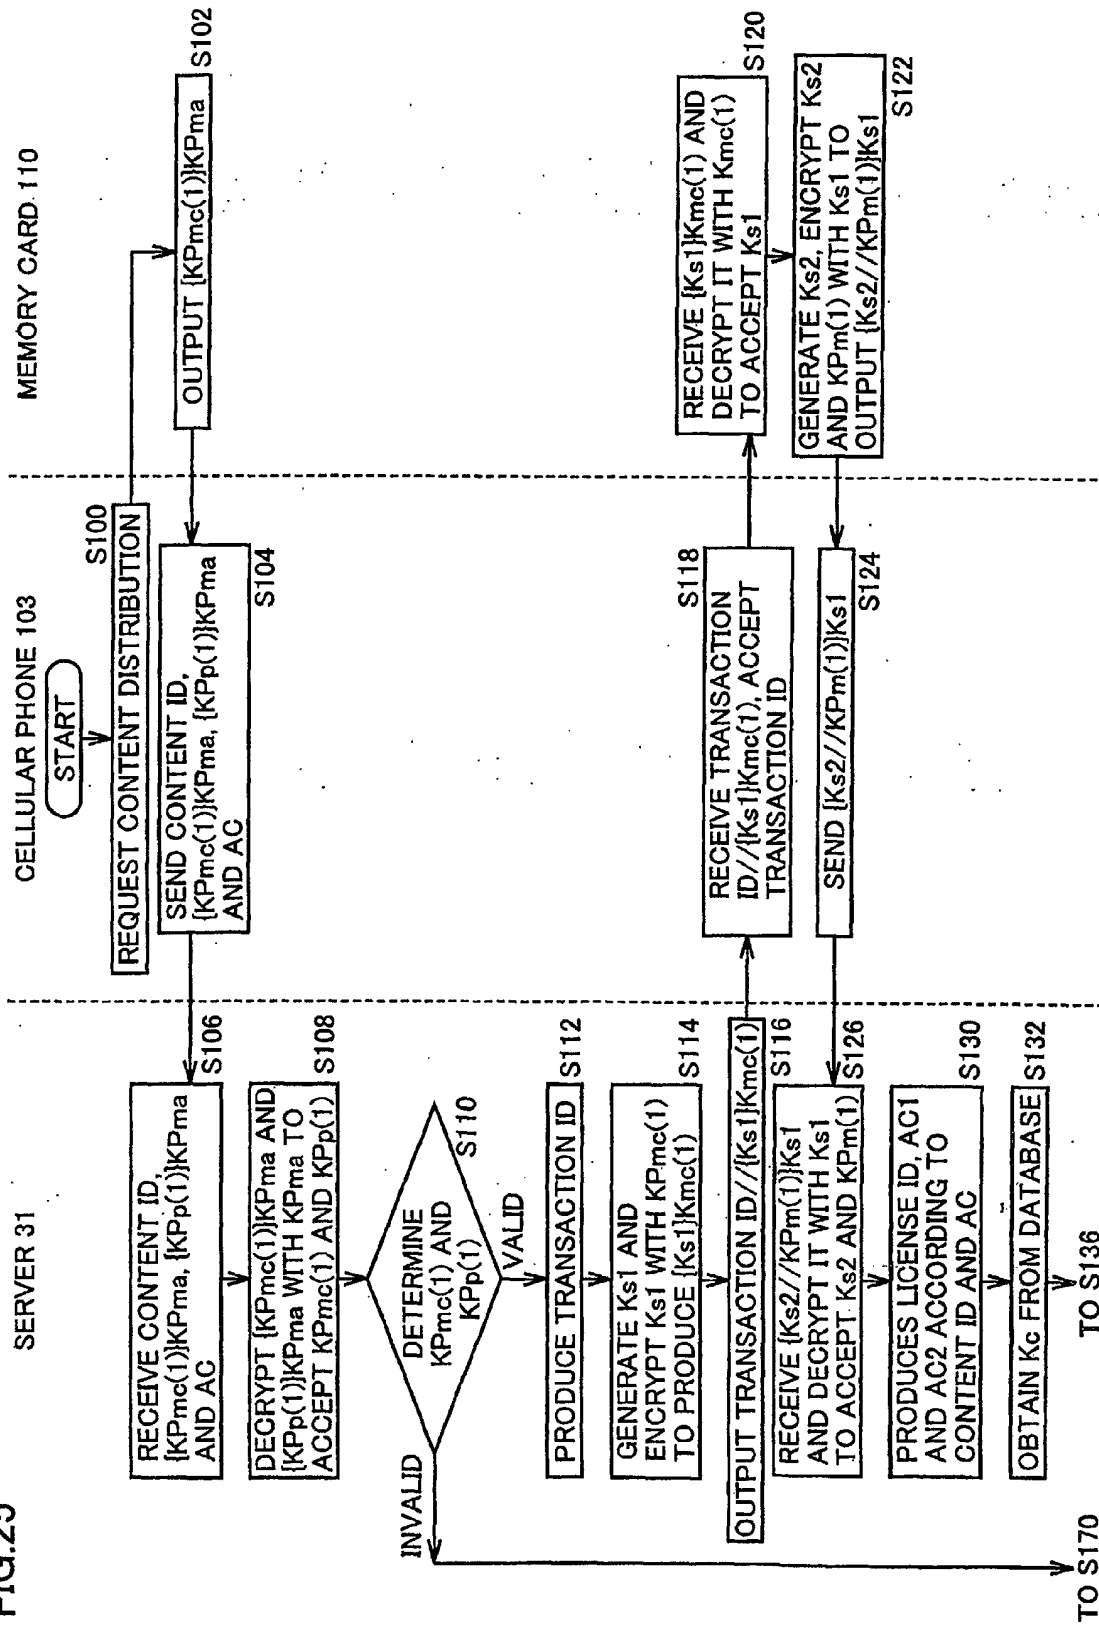 FIG.25
SERVER 31
CELLULAR PHONE 103
MEMORY CARD 110
START
REQUEST CONTENT DISTRIBUTION
S100
OUTPUT {KPmc(1)}KPma
S102
SEND CONTENT ID,
{KPmc(1)}KPma, {KPp(1)}KPma
AND AC
S104
RECEIVE CONTENT ID,
{KPmc(1)}KPma, {KPp(1)}KPma
AND AC
S106
DECRYPT {KPmc(1)}KPma AND
{KPp(1)}KPma WITH KPma TO
ACCEPT KPmc(1) AND KPp(1)
S108
DETERMINE
KPmc(1) AND
KPp(1)
S110
INVALID
VALID
PRODUCE TRANSACTION ID
S112
GENERATE Ks1 AND
ENCRYPT Ks1 WITH KPmc(1)
TO PRODUCE {Ks1}Kmc(1)
S114
OUTPUT TRANSACTION ID//{Ks1}Kmc(1)
S116
RECEIVE TRANSACTION
ID//{Ks1}Kmc(1), ACCEPT
TRANSACTION ID
S118
RECEIVE {Ks1}Kmc(1) AND
DECRYPT IT WITH Kmc(1)
TO ACCEPT Ks1
S120
GENERATE Ks2, ENCRYPT Ks2
AND KPm(1) WITH Ks1 TO
OUTPUT {Ks2//KPm(1)}Ks1
S122
SEND {Ks2//KPm(1)}Ks1
S124
RECEIVE {Ks2//KPm(1)}Ks1
AND DECRYPT IT WITH Ks1
TO ACCEPT Ks2 AND KPm(1)
S126
PRODUCES LICENSE ID, AC1
AND AC2 ACCORDING TO
CONTENT ID AND AC
S130
OBTAIN Kc FROM DATABASE
S132
TO S170
TO S136